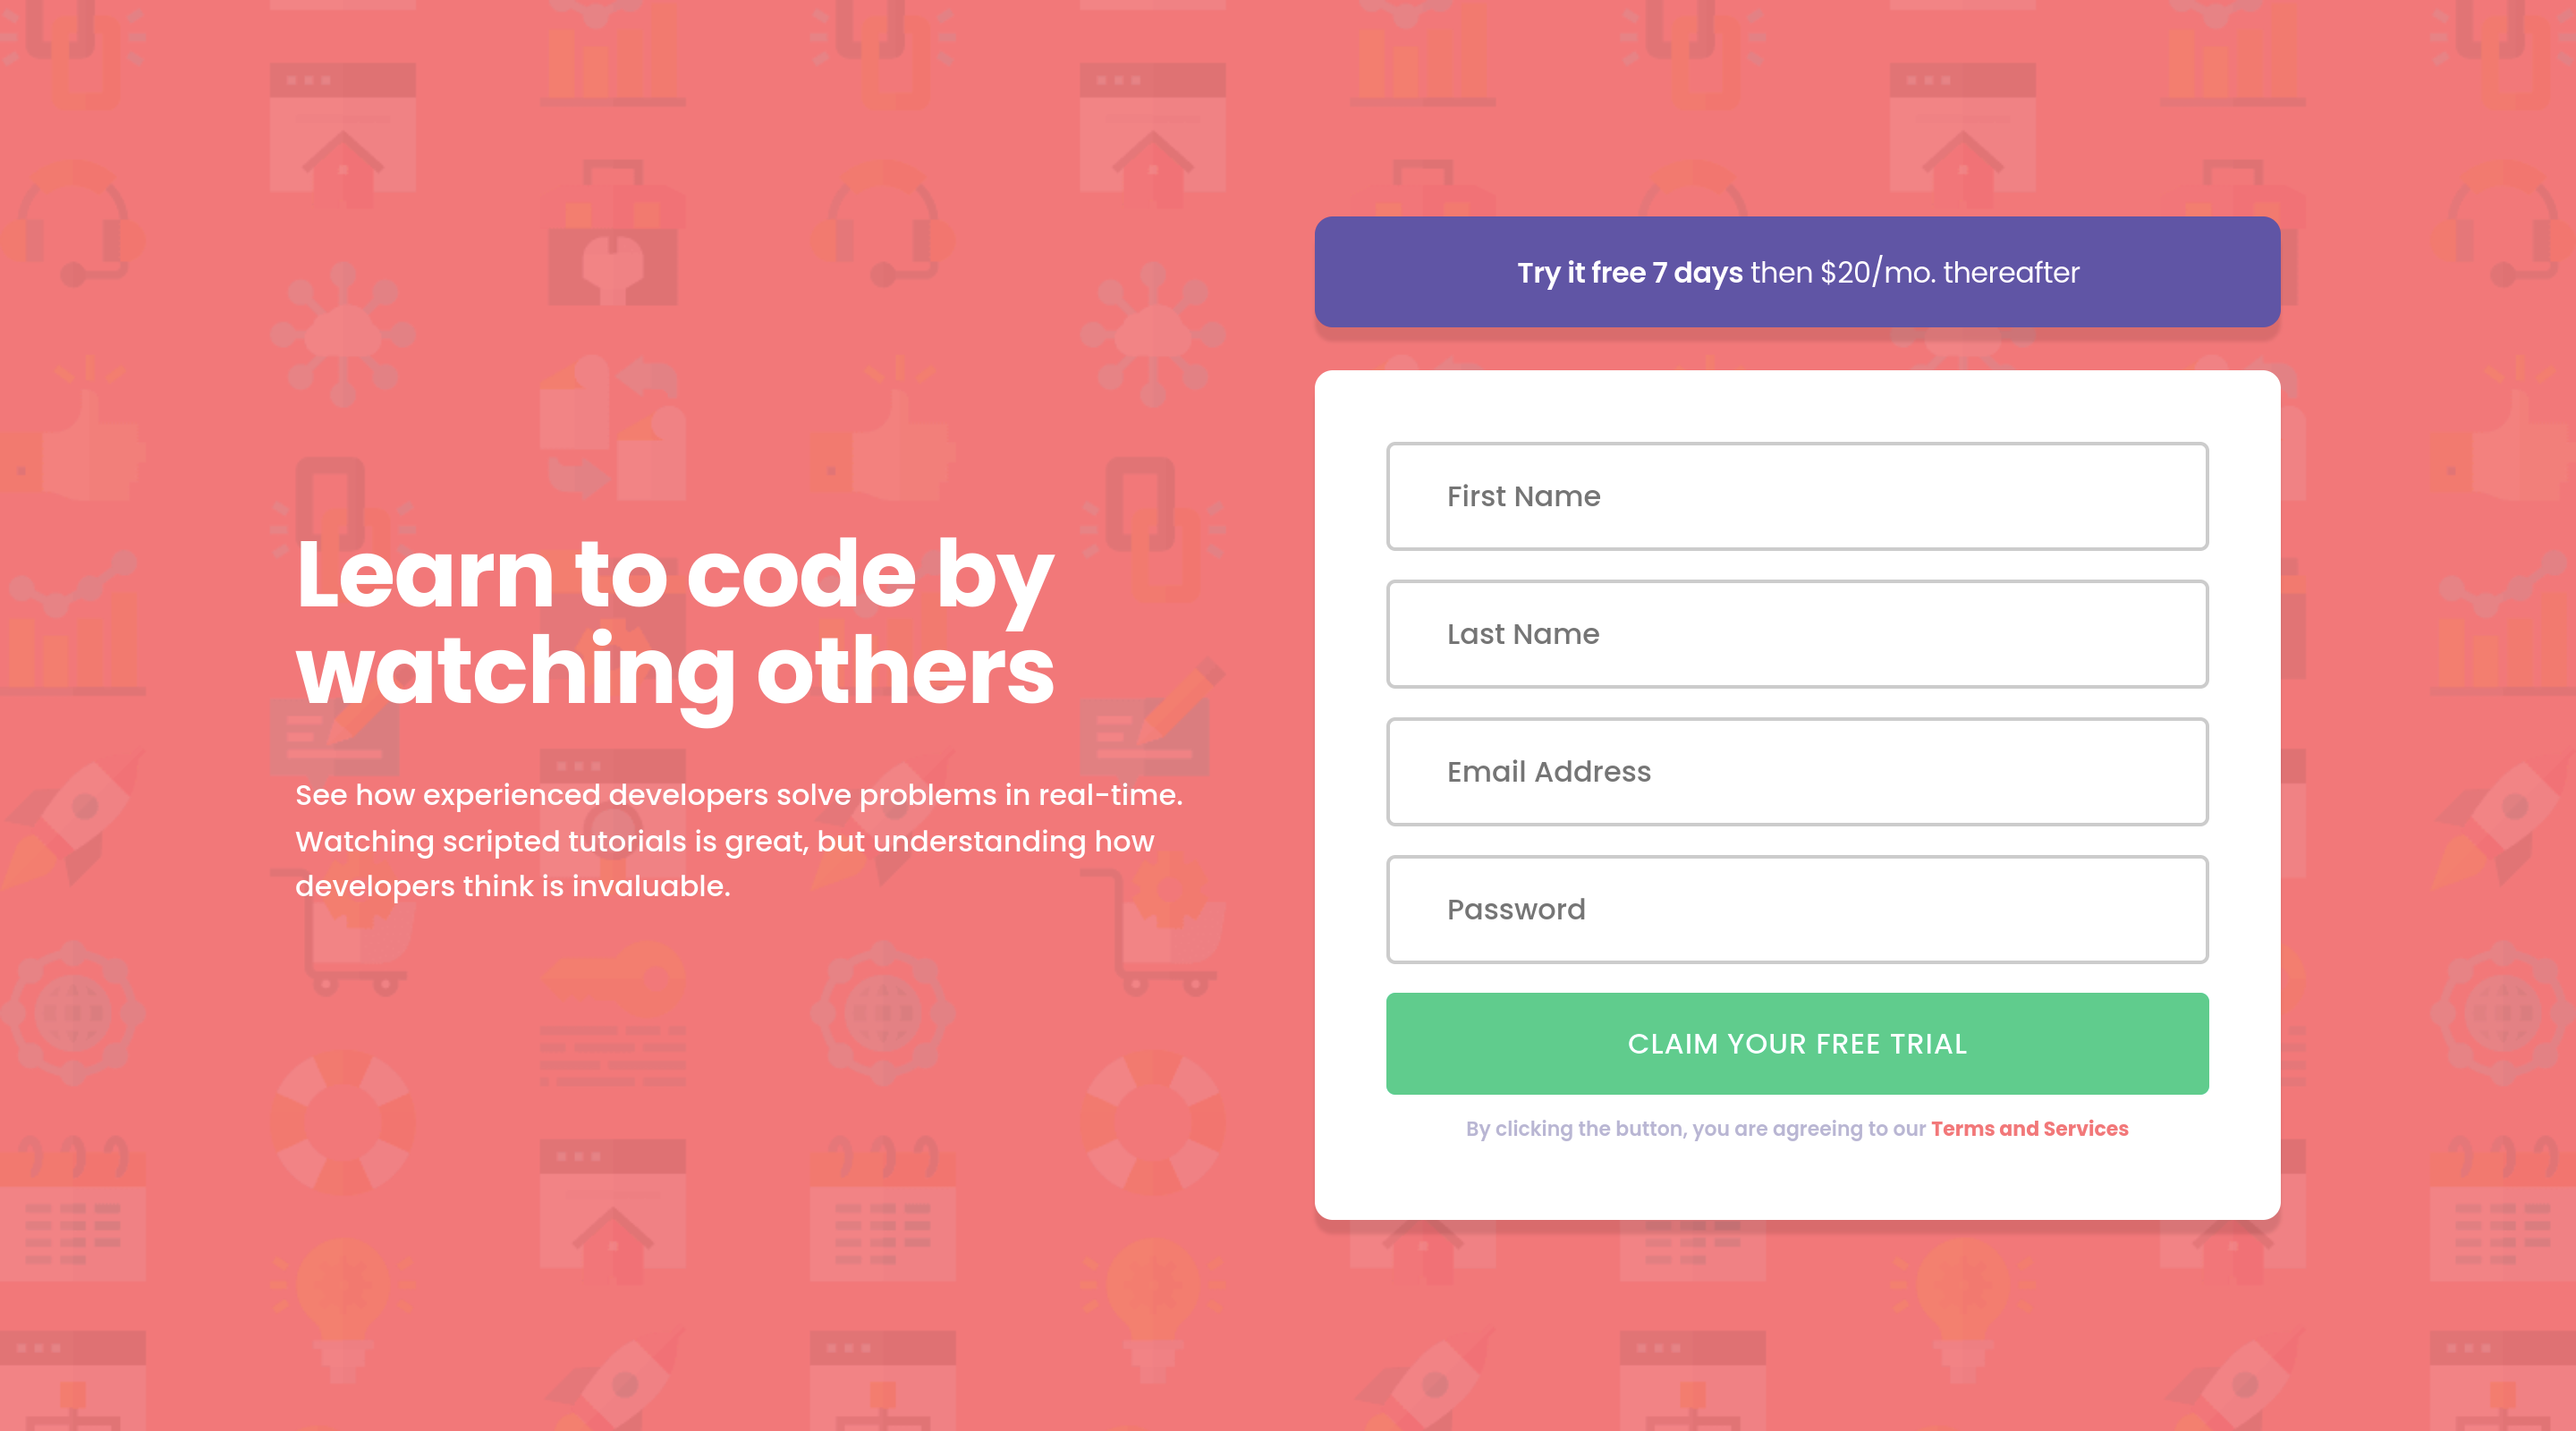 Learn to code by
watching others
See how experienced developers solve problems in real-time.
Watching scripted tutorials is great, but understanding how
developers think is invaluable.
Try it free 7 days then $20/mo. thereafter
First Name
Last Name
Email Address
Password
CLAIM YOUR FREE TRIAL
By clicking the button, you are agreeing to our Terms and Services